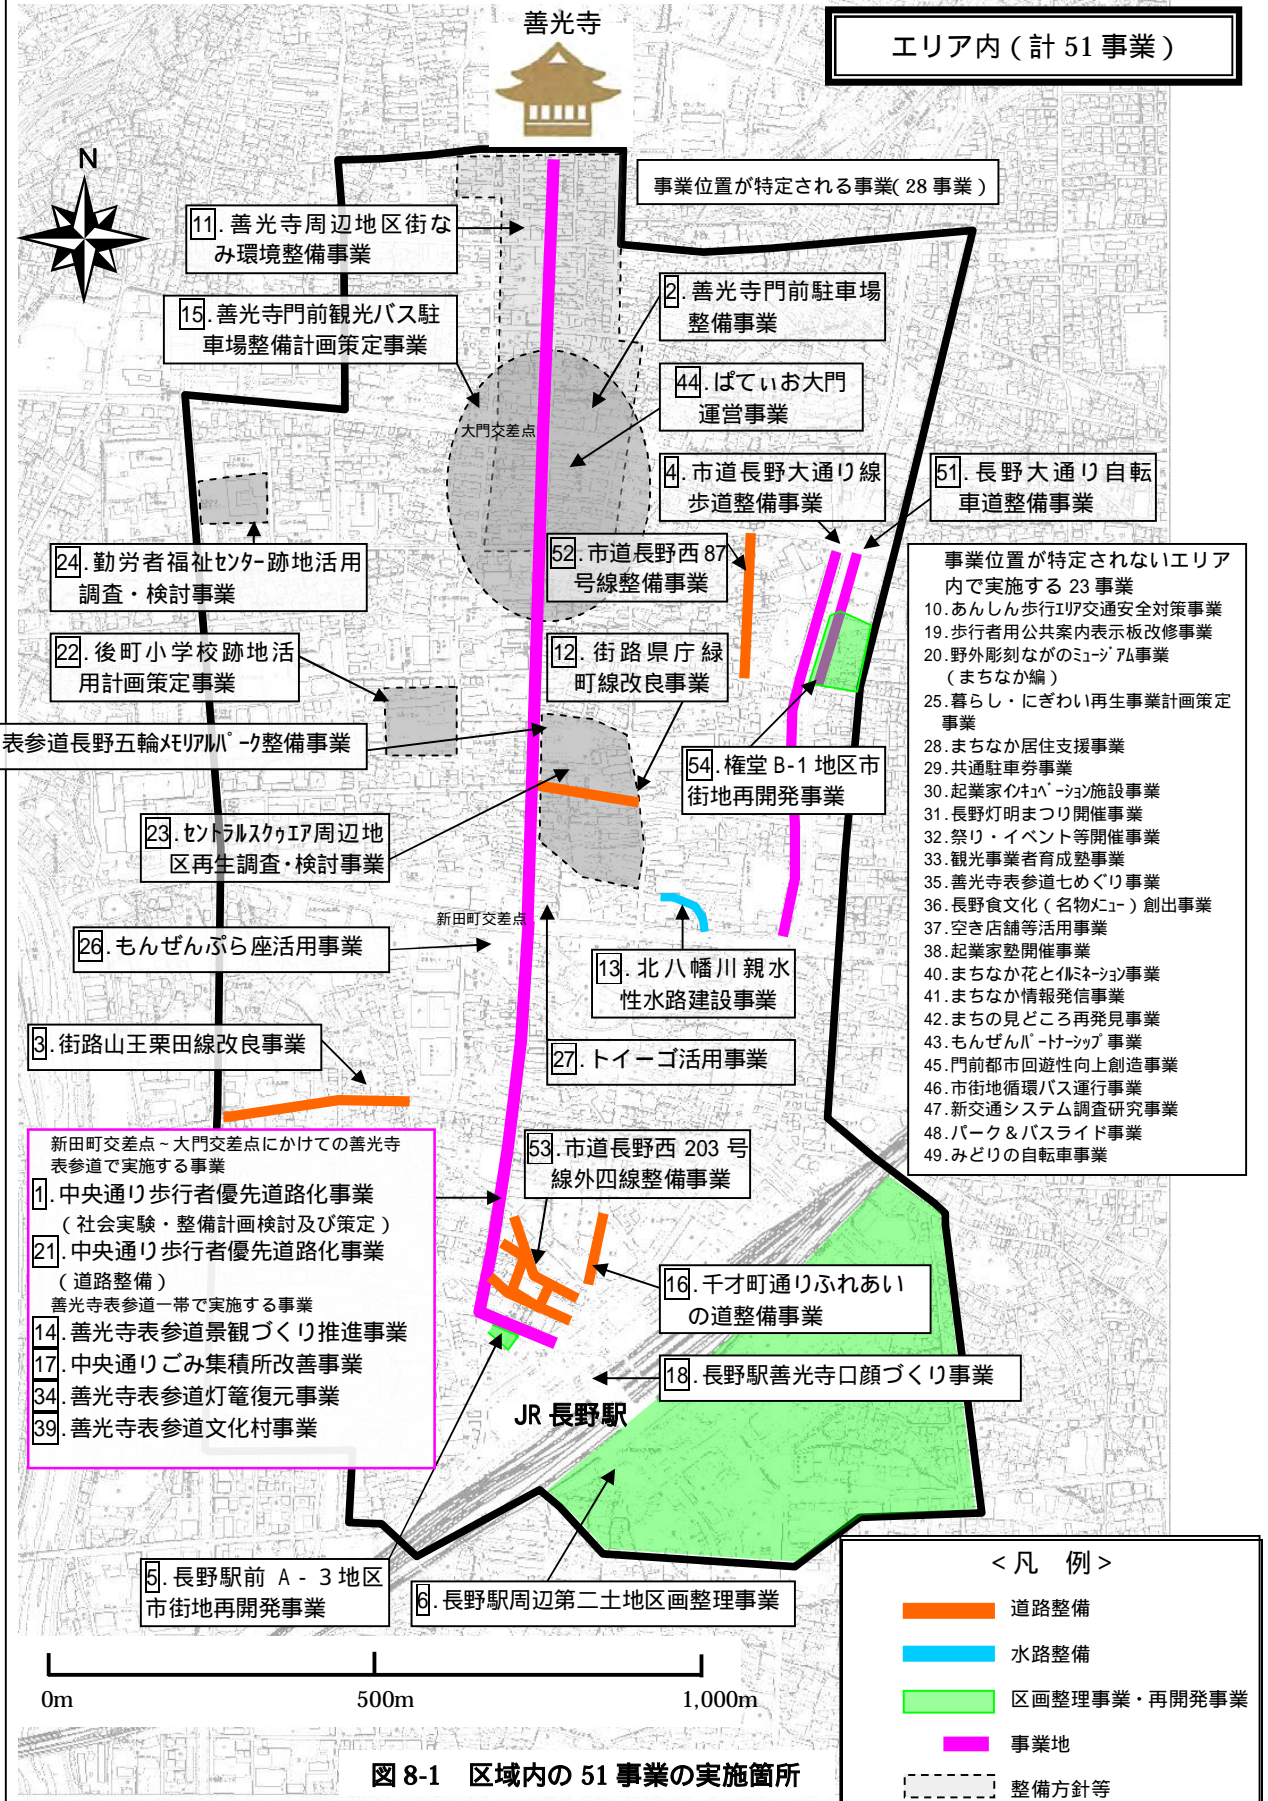 善光寺
エリア内(計 51 事業)
N
事業位置が特定される事業(28 事業)
11.善光寺周辺地区街な
み環境整備事業
2.善光寺門前駐車場
整備事業
15.善光寺門前観光バス駐
車場整備計画策定事業
44.ぱてぃお大門
運営事業
大門交差点
4.市道長野大通り線
歩道整備事業
51.長野大通り自転
車道整備事業
24.勤労者福祉センター跡地活用
調査・検討事業
52.市道長野西 87
号線整備事業
22.後町小学校跡地活
用計画策定事業
12.街路県庁緑
町線改良事業
表参道長野五輪メモリアルパーク整備事業
54.権堂 B-1 地区市
街地再開発事業
23.セントラルスクゥエア周辺地
区再生調査・検討事業
新田町交差点
26.もんぜんぷら座活用事業
13.北八幡川親水
性水路建設事業
3.街路山王栗田線改良事業
27.トイーゴ活用事業
事業位置が特定されないエリア
内で実施する 23 事業
10.あんしん歩行エリア交通安全対策事業
19.歩行者用公共案内表示板改修事業
20.野外彫刻ながのミュージアム事業
(まちなか編)
25.暮らし・にぎわい再生事業計画策定
事業
28.まちなか居住支援事業
29.共通駐車券事業
30.起業家インキュベーション施設事業
31.長野灯明まつり開催事業
32.祭り・イベント等開催事業
33.観光事業者育成塾事業
35.善光寺表参道七めぐり事業
36.長野食文化(名物メニュー)創出事業
37.空き店舗等活用事業
38.起業家塾開催事業
40.まちなか花とイルミネーション事業
41.まちなか情報発信事業
42.まちの見どころ再発見事業
43.もんぜんパートナーシップ事業
45.門前都市回遊性向上創造事業
46.市街地循環バス運行事業
47.新交通システム調査研究事業
48.パーク&バスライド事業
49.みどりの自転車事業
新田町交差点~大門交差点にかけての善光寺
表参道で実施する事業
1.中央通り歩行者優先道路化事業
(社会実験・整備計画検討及び策定)
21.中央通り歩行者優先道路化事業
(道路整備)
善光寺表参道一帯で実施する事業
14.善光寺表参道景観づくり推進事業
17.中央通りごみ集積所改善事業
34.善光寺表参道灯篭復元事業
39.善光寺表参道文化村事業
53.市道長野西 203 号
線外四線整備事業
16.千才町通りふれあい
の道整備事業
18.長野駅善光寺口顔づくり事業
JR 長野駅
5.長野駅前 A - 3 地区
市街地再開発事業
6.長野駅周辺第二土地区画整理事業
0m 500m 1,000m
<凡 例>
道路整備
水路整備
区画整理事業・再開発事業
事業地
整備方針等
図 8-1 区域内の 51 事業の実施箇所